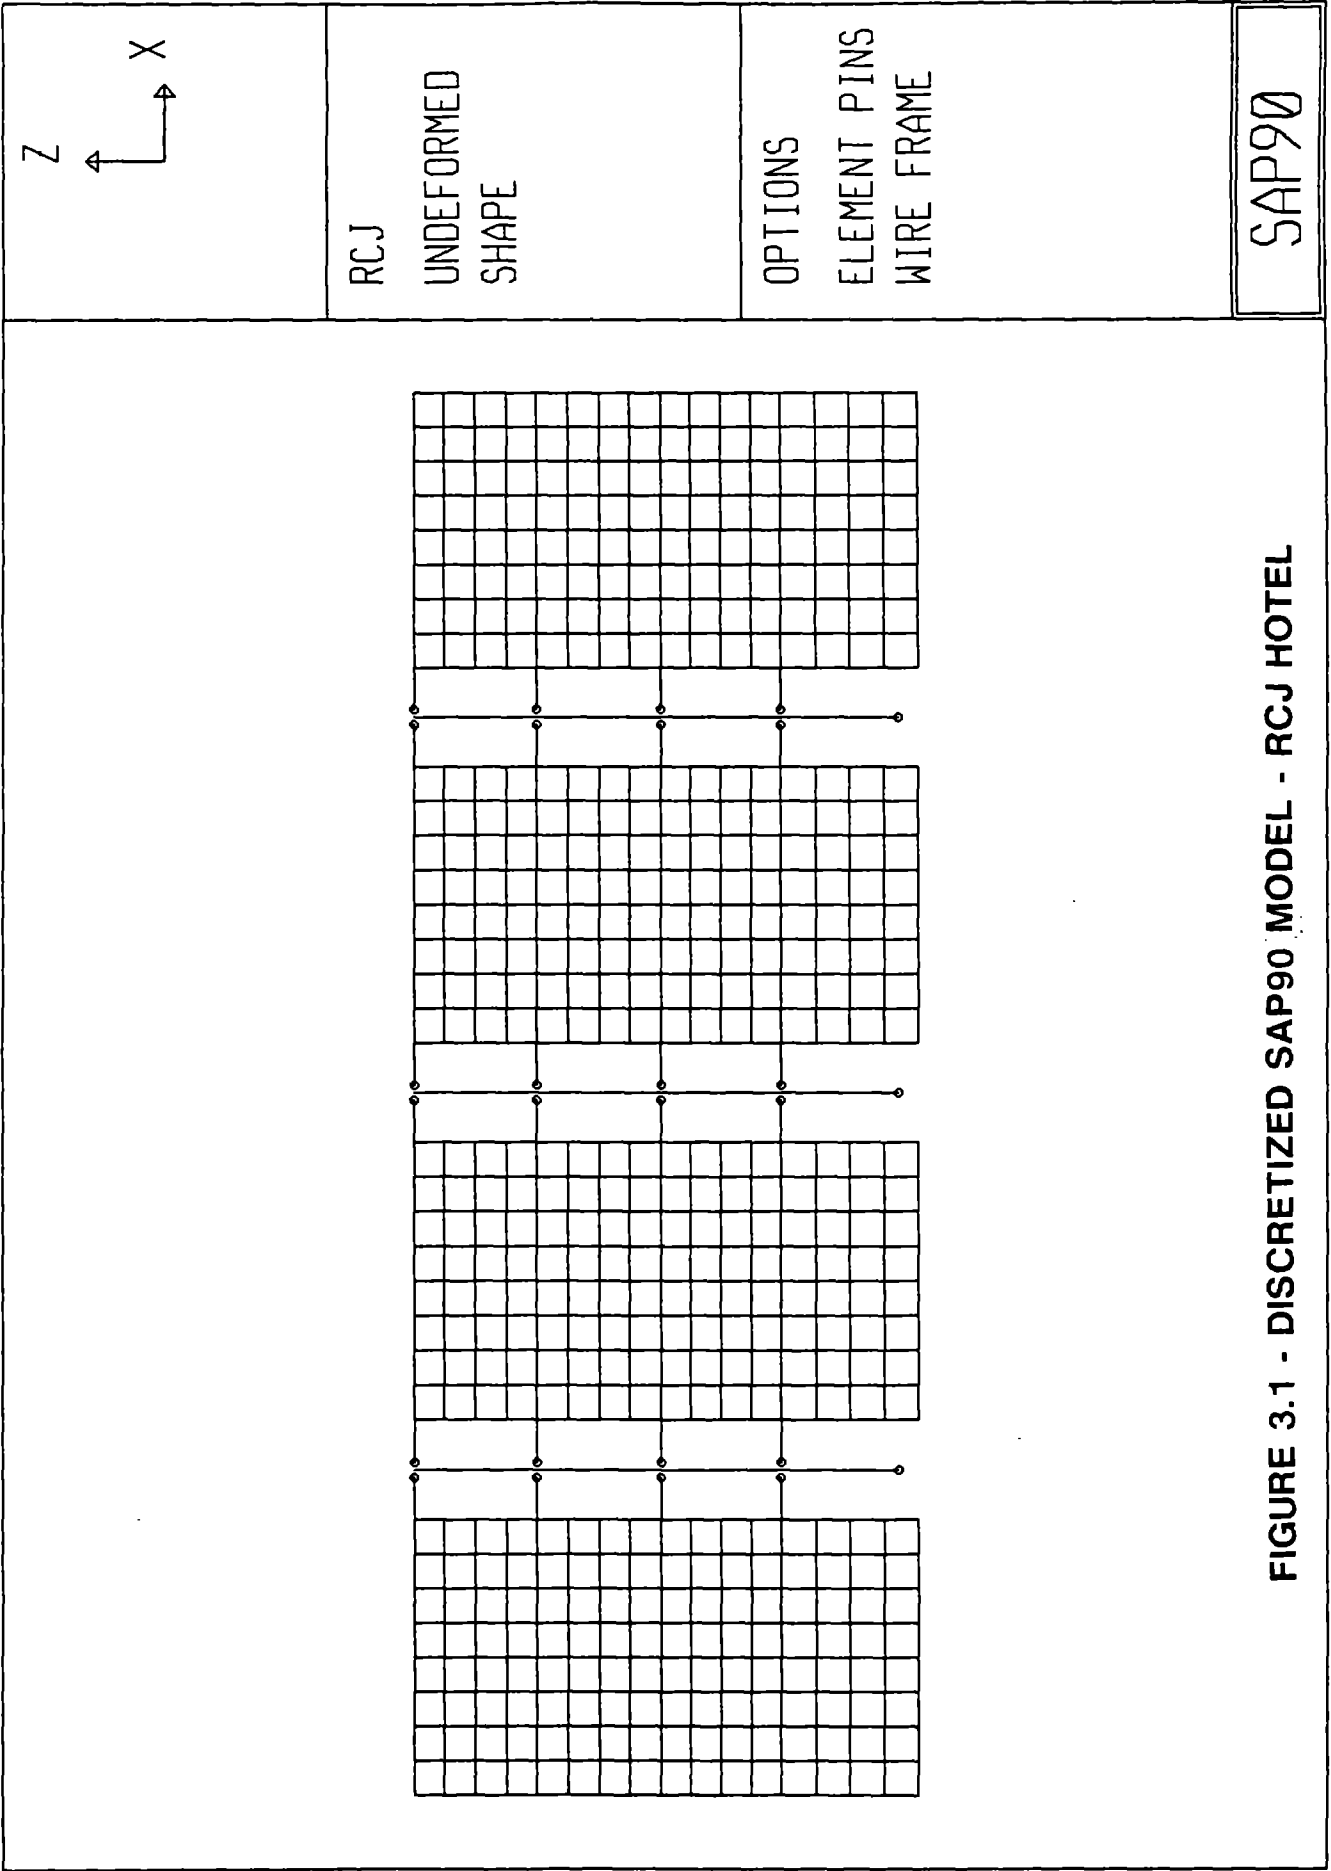 Z
X
RCJ
UNDEFORMED
SHAPE
OPTIONS
ELEMENT PINS
WIRE FRAME
SAP90
FIGURE 3.1 - DISCRETIZED SAP90 MODEL - RCJ HOTEL